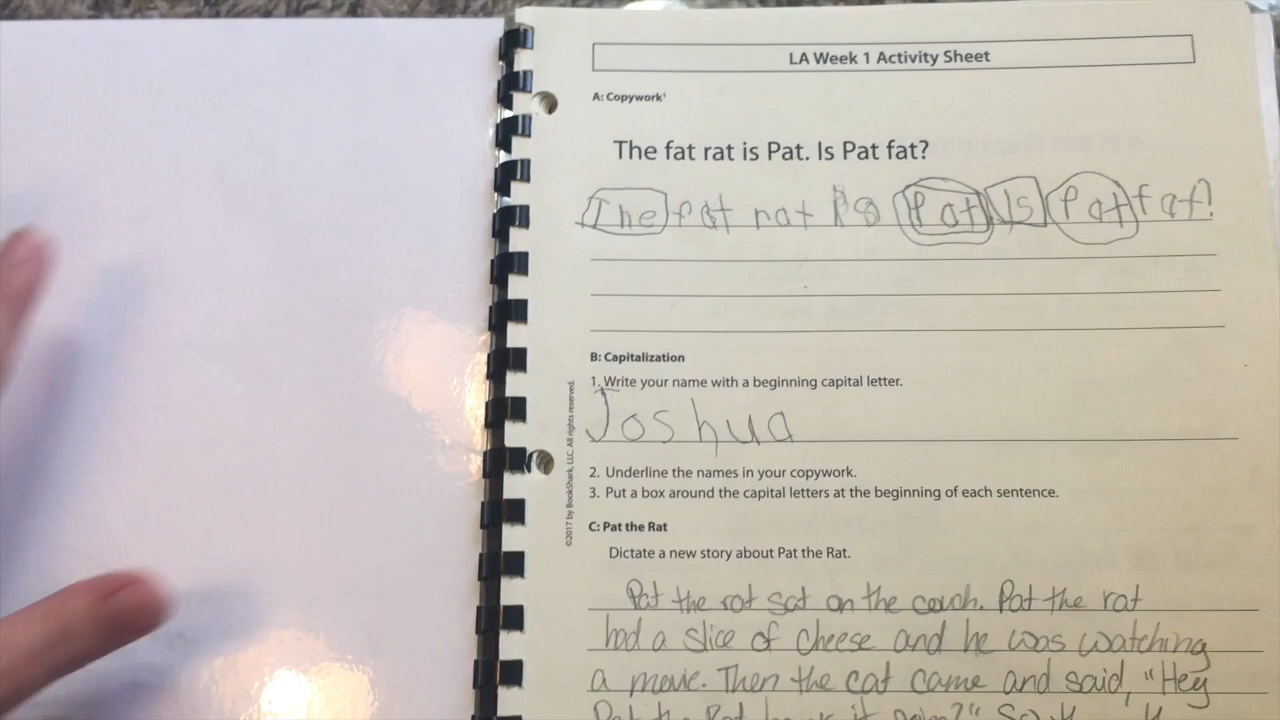 LA Week 1 Activity Sheet
A: Copywork¹
The fat rat is Pat. Is Pat fat?
The fat rat is Pat Is Pat fat?
B: Capitalization
1. Write your name with a beginning capital letter.
Joshua
2. Underline the names in your copywork.
3. Put a box around the capital letters at the beginning of each sentence.
C: Pat the Rat
Dictate a new story about Pat the Rat.
Pat the rat sat on the couch. Pat the rat
had a slice of cheese and he was watching
a movie. Then the cat came and said, "Hey
©2017 by BookShark, LLC. All rights reserved.